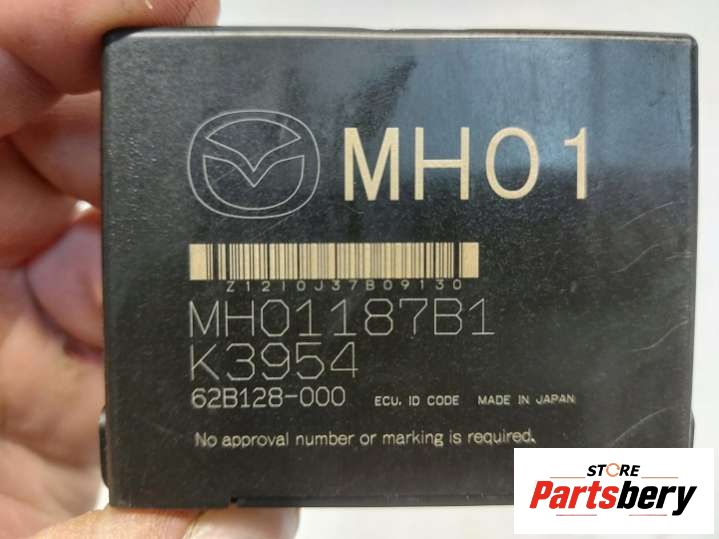 MH01
Z1210J37B09130
MH01187B1
K3954
62B128-000 ECU. ID CODE MADE IN JAPAN
No approval number or marking is required.
STORE
Partsbery